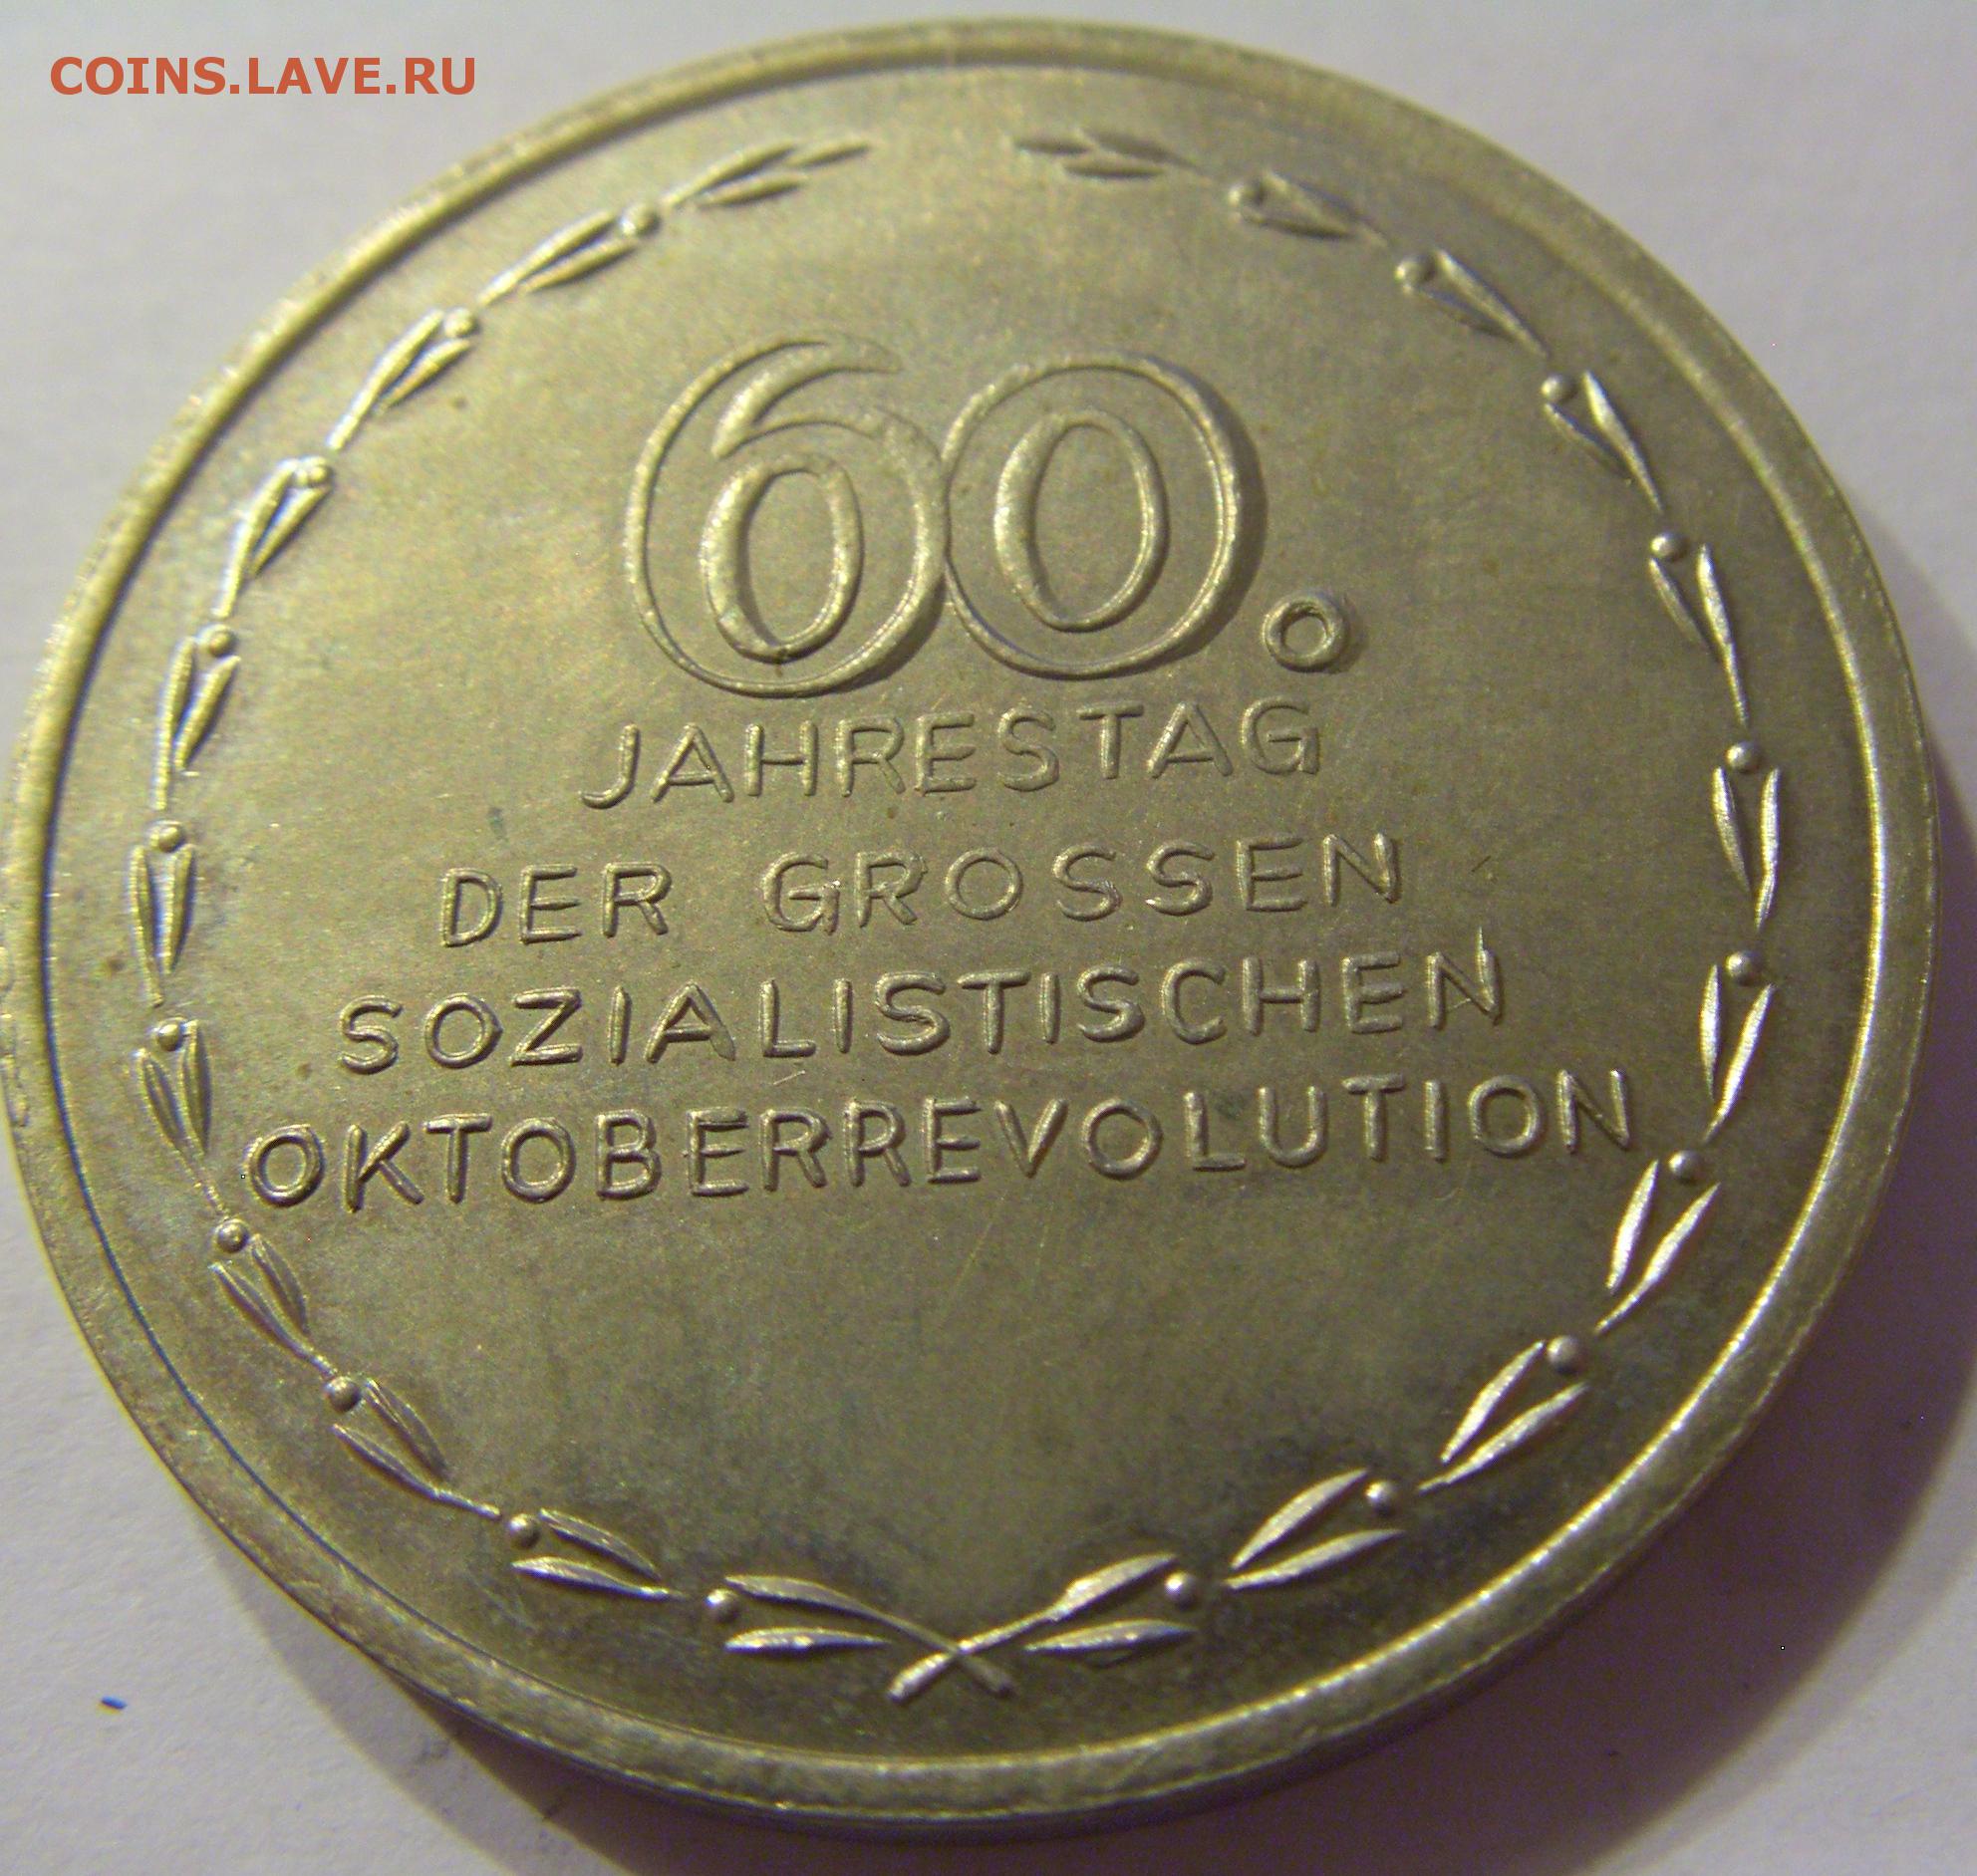 COINS.LAVE.RU
60.
JAHRESTAG
DER GROSSEN
SOZIALISTISCHEN
OKTOBERREVOLUTION